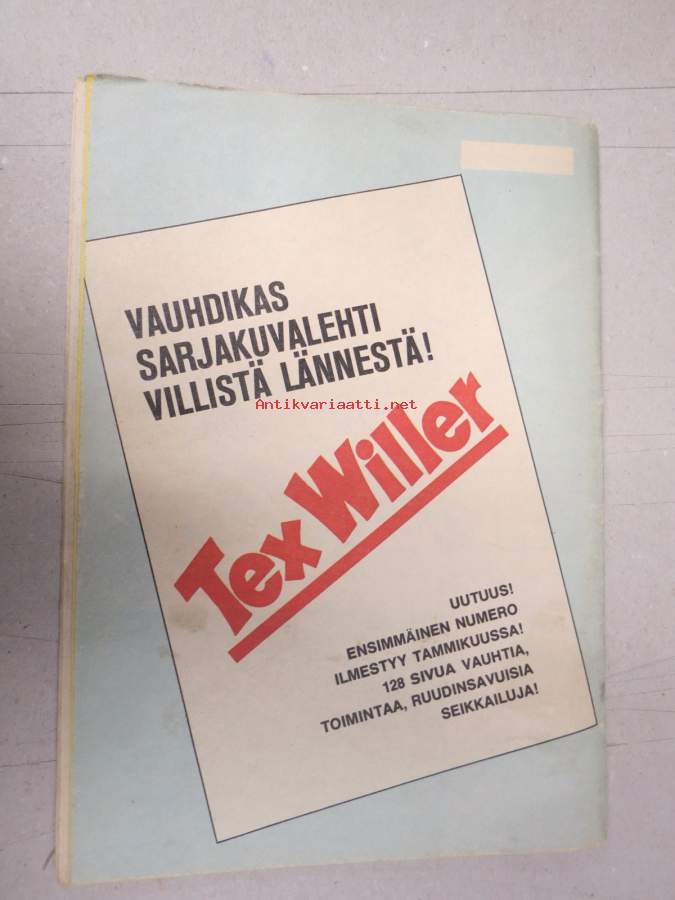 VAUHDIKAS
SARJAKUVALEHTI
VILLISTÄ LÄNNESTÄ!
Antikvariaatti.net
Tex Willer
UUTUUS!
ENSIMMÄINEN NUMERO
ILMESTYY TAMMIKUUSSA!
128 SIVUA VAUHTIA,
TOIMINTAA, RUUDINSAVUISIA
SEIKKAILUJA!